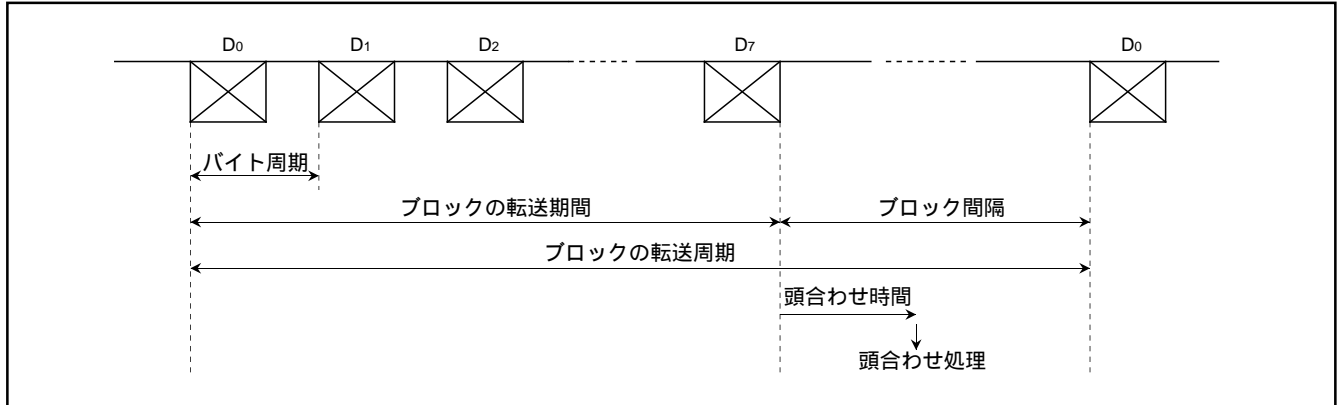 D0 D1 D2 D7 D0
バイト周期
ブロックの転送期間 ブロック間隔
ブロックの転送周期
頭合わせ時間
頭合わせ処理